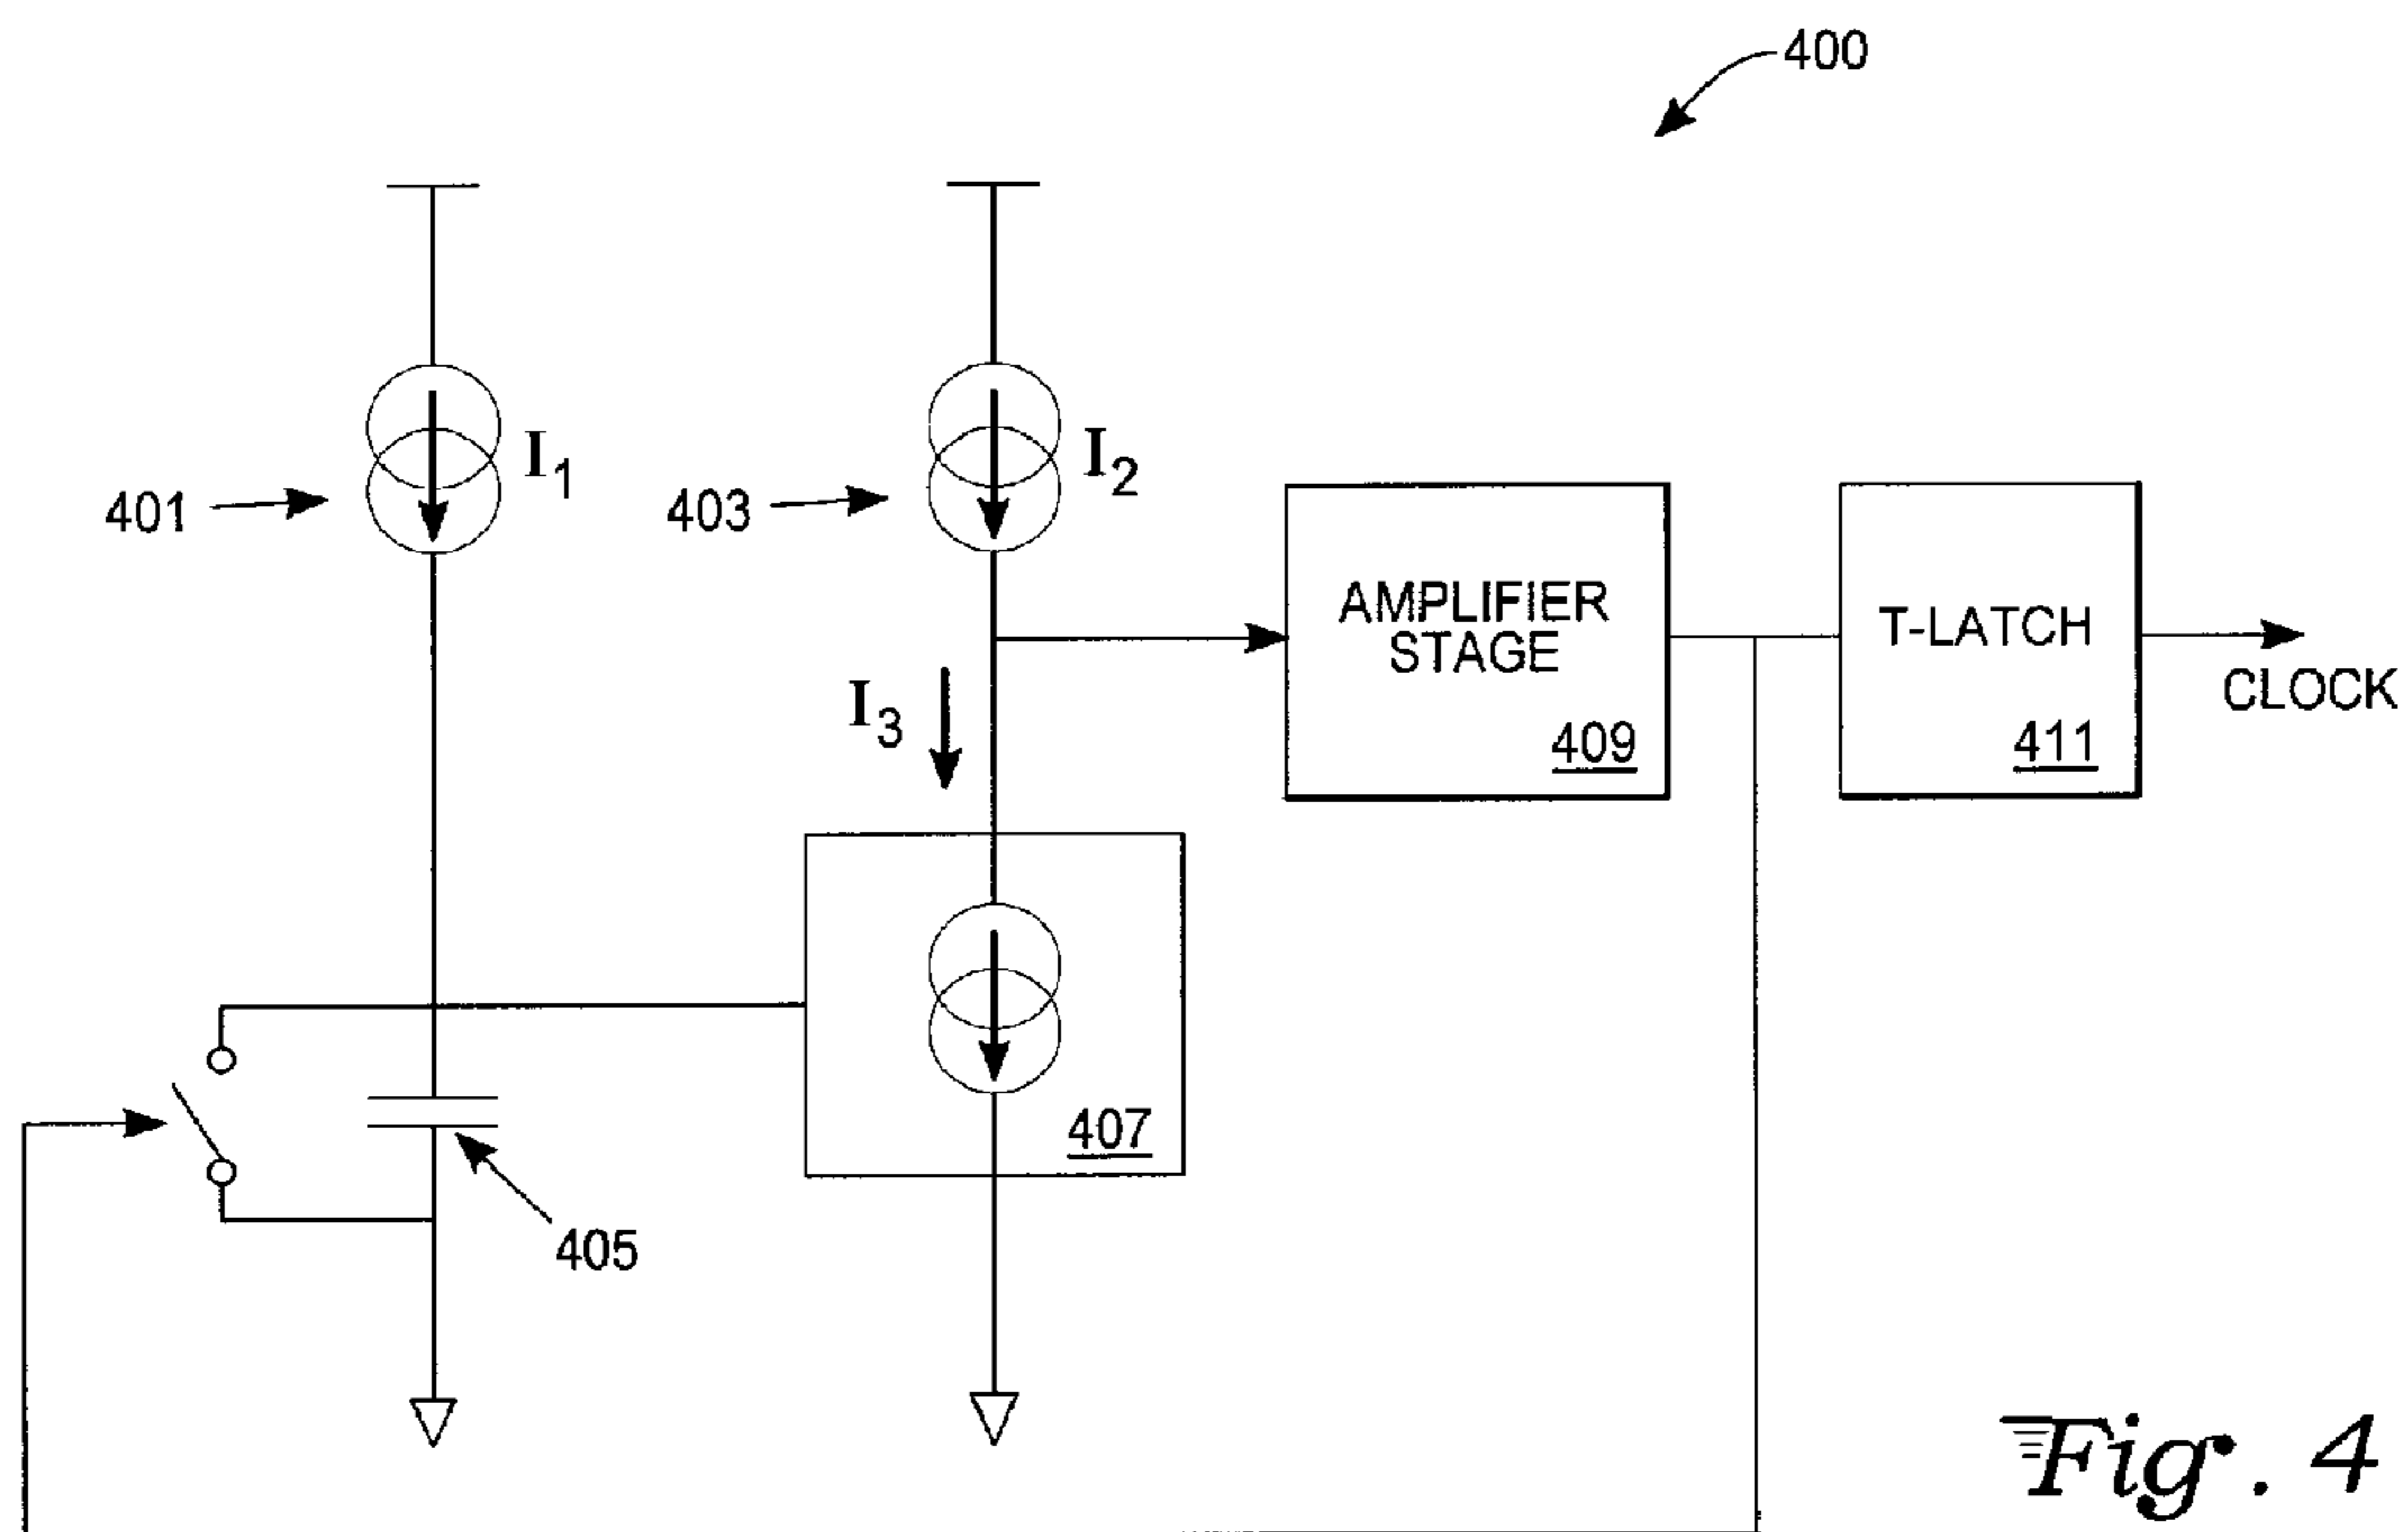 400
I1
I2
401
403
AMPLIFIER
STAGE
409
T-LATCH
411
CLOCK
I3
407
405
Fig. 4